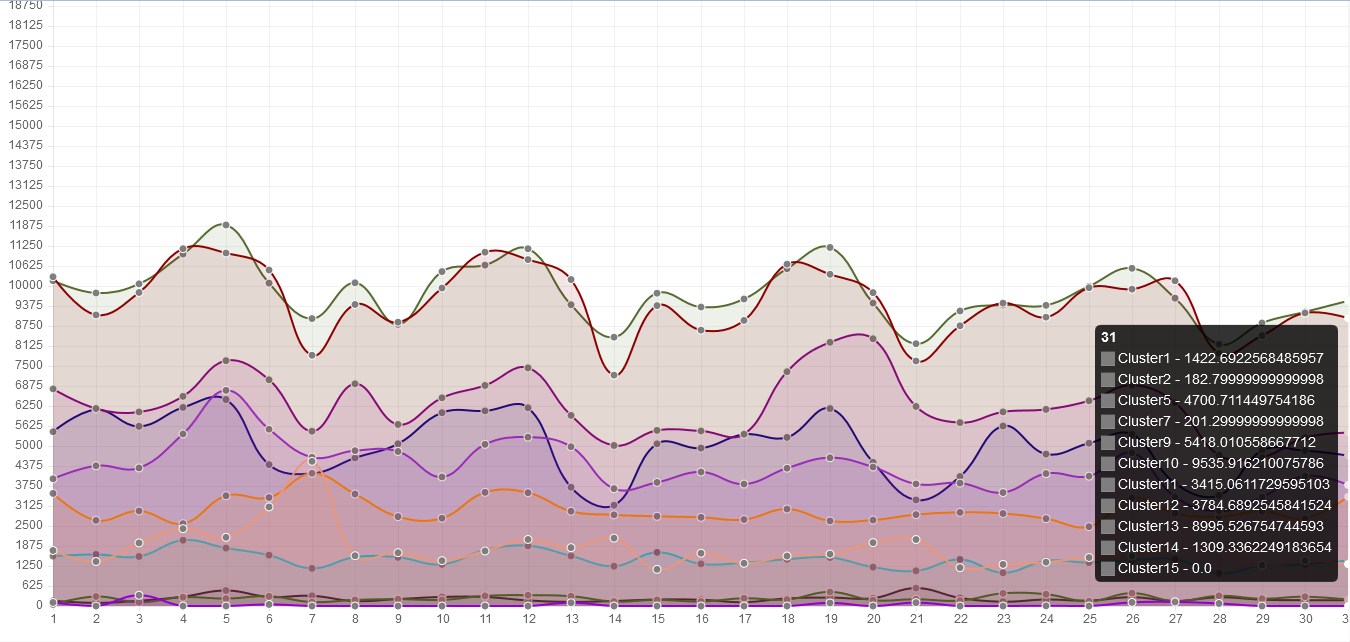 18750
18125
17500
16875
16250
15625
15000
14375
13750
13125
12500
11875
11250
10625
10000
9375
8750
8125
7500
6875
6250
5625
5000
4375
3750
3125
2500
1875
1250
625
0
31
Cluster1 - 1422.6922568485957
Cluster2 - 182.79999999999998
Cluster5 - 4700.711449754186
Cluster7 - 201.29999999999998
Cluster9 - 5418.010558667712
Cluster10 - 9535.916210075786
Cluster11 - 3415.0611729595103
Cluster12 - 3784.6892545841524
Cluster13 - 8995.526754744593
Cluster14 - 1309.3362249183654
Cluster15 - 0.0
1 2 3 4 5 6 7 8 9 10 11 12 13 14 15 16 17 18 19 20 21 22 23 24 25 26 27 28 29 30 3